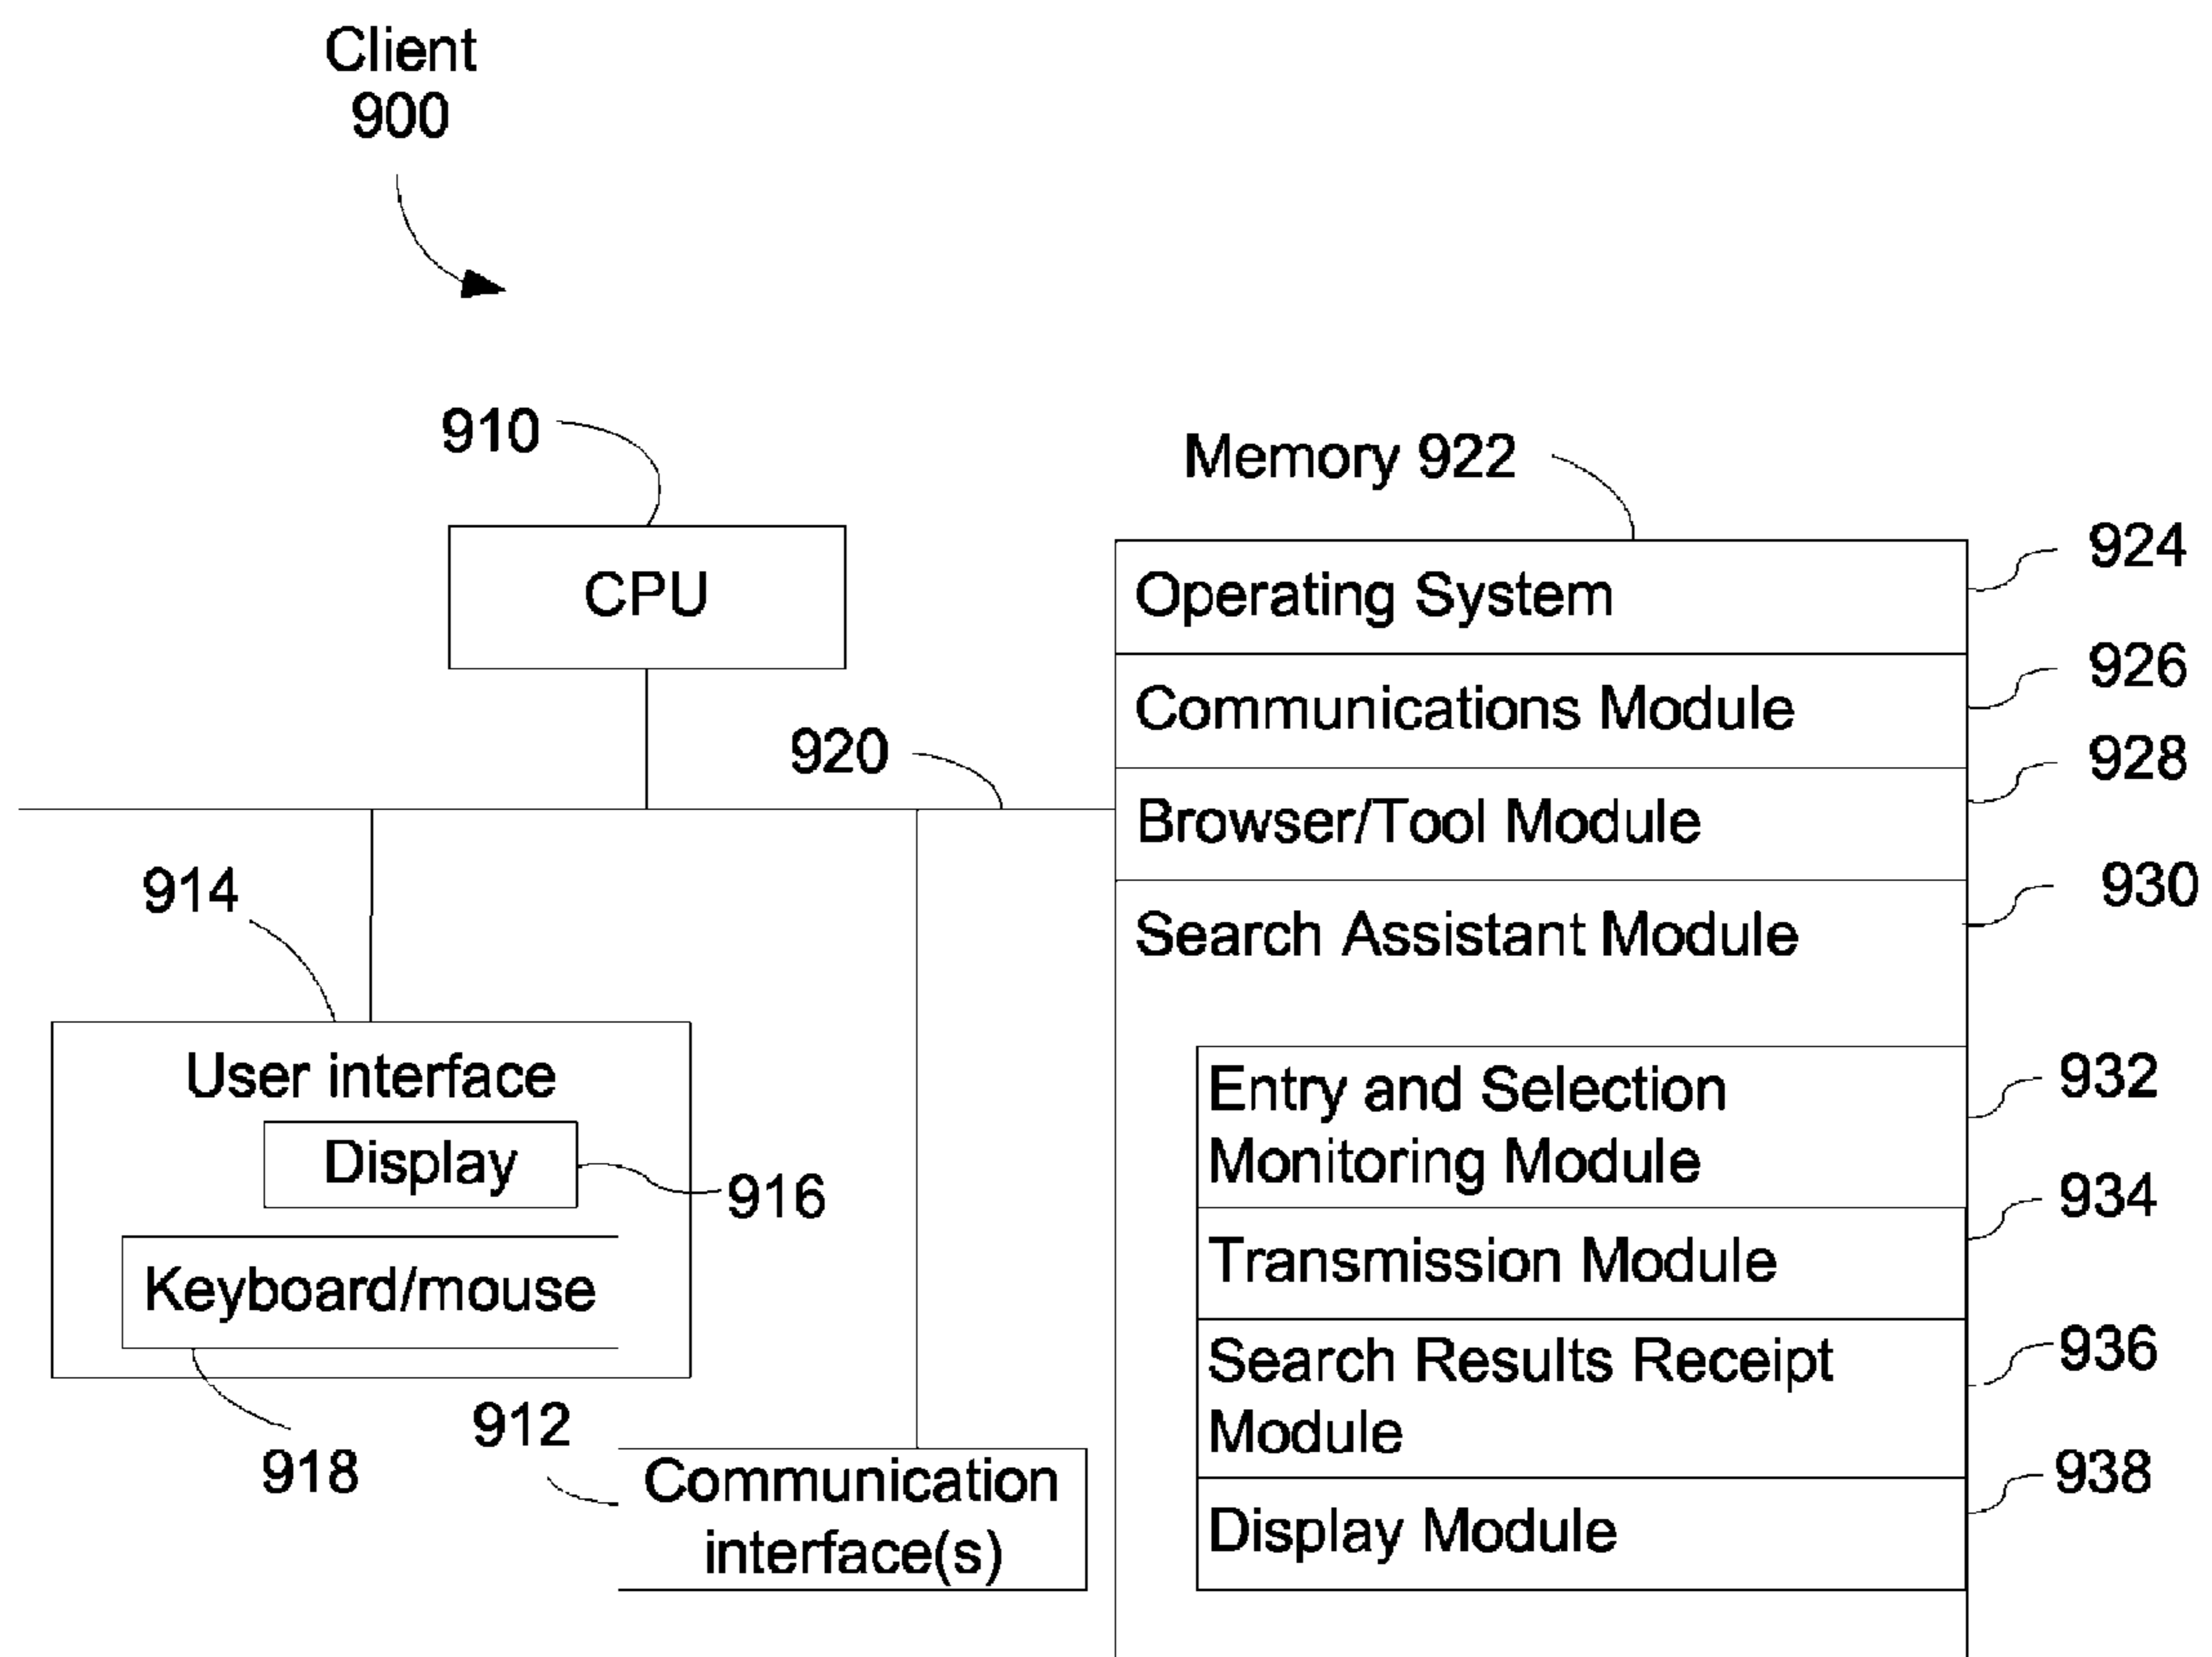 Client
900
910
CPU
920
914
User interface
Display
916
Keyboard/mouse
918
912
Communication
interface(s)
Memory 922
Operating System
924
Communications Module
926
Browser/Tool Module
928
Search Assistant Module
930
Entry and Selection
Monitoring Module
932
Transmission Module
934
Search Results Receipt
Module
936
Display Module
938